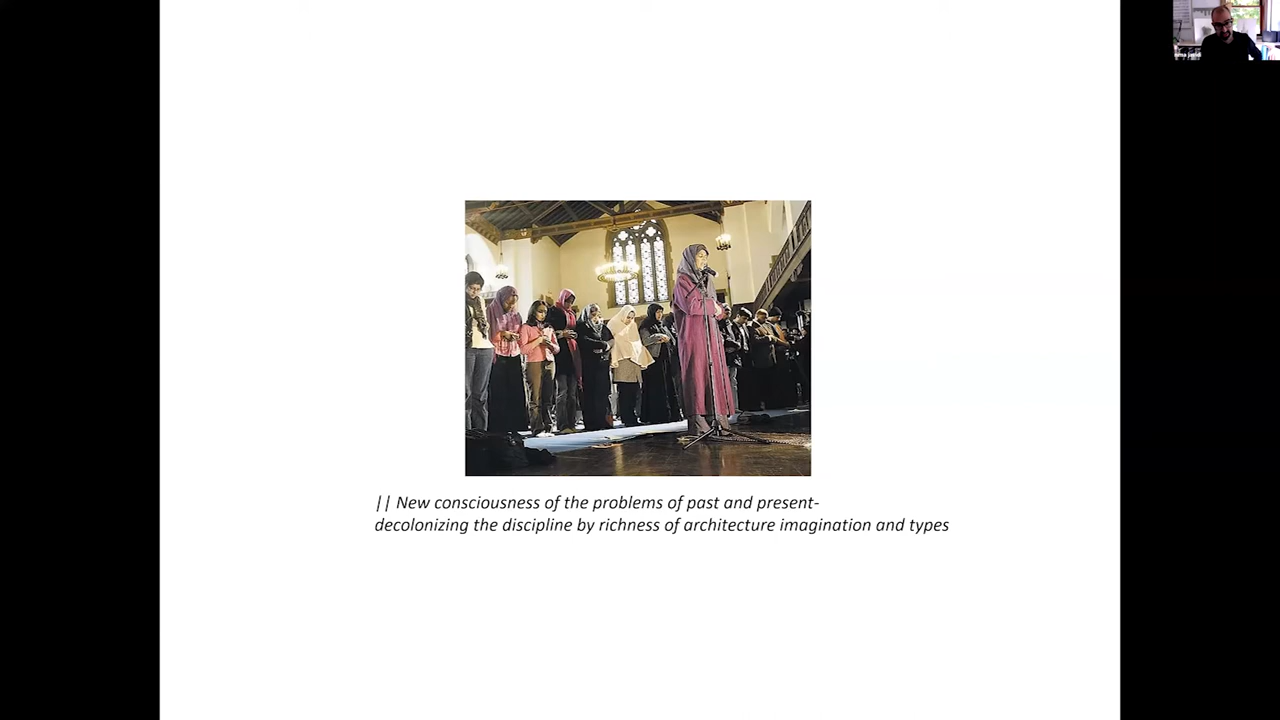 || New consciousness of the problems of past and present-
decolonizing the discipline by richness of architecture imagination and types